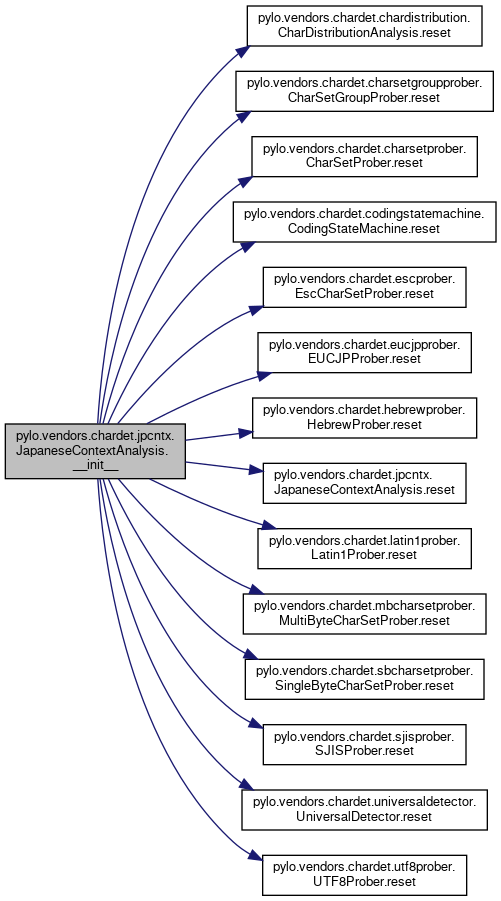 pylo.vendors.chardet.chardistribution.
CharDistributionAnalysis.reset
pylo.vendors.chardet.charsetgroupprober.
CharSetGroupProber.reset
pylo.vendors.chardet.charsetprober.
CharSetProber.reset
pylo.vendors.chardet.codingstatemachine.
CodingStateMachine.reset
pylo.vendors.chardet.escprober.
EscCharSetProber.reset
pylo.vendors.chardet.eucjpprober.
EUCJPProber.reset
pylo.vendors.chardet.hebrewprober.
HebrewProber.reset
pylo.vendors.chardet.jpcntx.
JapaneseContextAnalysis.
__init__
pylo.vendors.chardet.jpcntx.
JapaneseContextAnalysis.reset
pylo.vendors.chardet.latin1prober.
Latin1Prober.reset
pylo.vendors.chardet.mbcharsetprober.
MultiByteCharSetProber.reset
pylo.vendors.chardet.sbcharsetprober.
SingleByteCharSetProber.reset
pylo.vendors.chardet.sjisprober.
SJISProber.reset
pylo.vendors.chardet.universaldetector.
UniversalDetector.reset
pylo.vendors.chardet.utf8prober.
UTF8Prober.reset